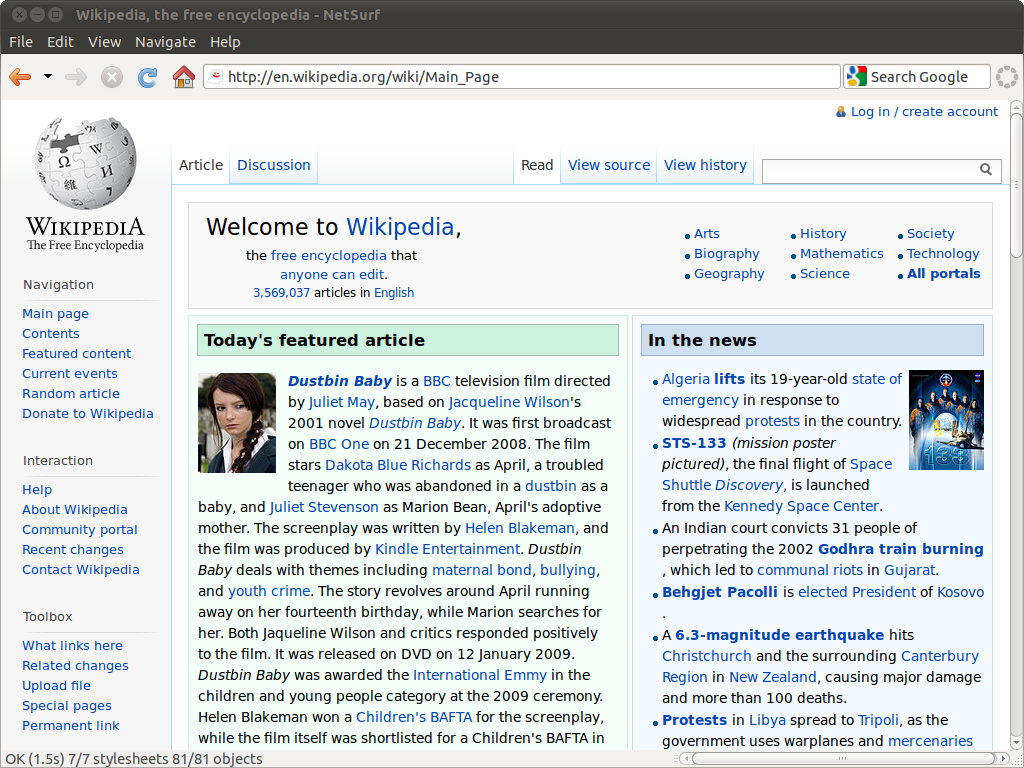 Wikipedia, the free encyclopedia - NetSurf
File Edit View Navigate Help
http://en.wikipedia.org/wiki/Main_Page
Search Google
Log in / create account
Ω W И 維
WIKIPEDIA
The Free Encyclopedia
Article Discussion Read View source View history
Navigation
Main page
Contents
Featured content
Current events
Random article
Donate to Wikipedia
Interaction
Help
About Wikipedia
Community portal
Recent changes
Contact Wikipedia
Toolbox
What links here
Related changes
Upload file
Special pages
Permanent link
Welcome to Wikipedia,
the free encyclopedia that
anyone can edit.
3,569,037 articles in English
Arts
Biography
Geography
History
Mathematics
Science
Society
Technology
All portals
Today's featured article
Dustbin Baby is a BBC television film directed
by Juliet May, based on Jacqueline Wilson's
2001 novel Dustbin Baby. It was first broadcast
on BBC One on 21 December 2008. The film
stars Dakota Blue Richards as April, a troubled
teenager who was abandoned in a dustbin as a
baby, and Juliet Stevenson as Marion Bean, April's adoptive
mother. The screenplay was written by Helen Blakeman, and
the film was produced by Kindle Entertainment. Dustbin
Baby deals with themes including maternal bond, bullying,
and youth crime. The story revolves around April running
away on her fourteenth birthday, while Marion searches for
her. Both Jaqueline Wilson and critics responded positively
to the film. It was released on DVD on 12 January 2009.
Dustbin Baby was awarded the International Emmy in the
children and young people category at the 2009 ceremony.
Helen Blakeman won a Children's BAFTA for the screenplay,
while the film itself was shortlisted for a Children's BAFTA in
In the news
Algeria lifts its 19-year-old state of
emergency in response to
widespread protests in the country.
STS-133 (mission poster
pictured), the final flight of Space
Shuttle Discovery, is launched
from the Kennedy Space Center.
133
An Indian court convicts 31 people of
perpetrating the 2002 Godhra train burning
, which led to communal riots in Gujarat.
Behgjet Pacolli is elected President of Kosovo
.
A 6.3-magnitude earthquake hits
Christchurch and the surrounding Canterbury
Region in New Zealand, causing major damage
and more than 100 deaths.
Protests in Libya spread to Tripoli, as the
government uses warplanes and mercenaries
OK (1.5s) 7/7 stylesheets 81/81 objects